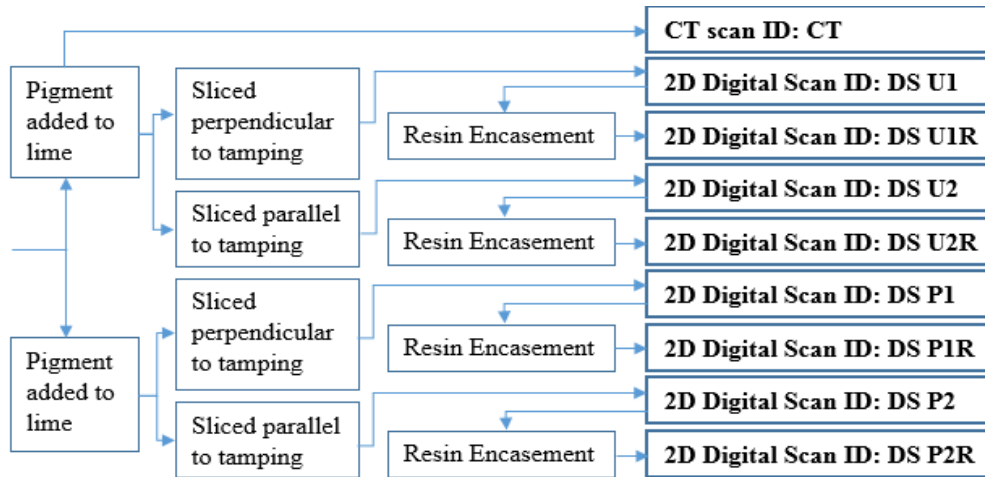 CT scan ID: CT
Pigment
added to
lime
Sliced
perpendicular
to tamping
2D Digital Scan ID: DS U1
Resin Encasement
2D Digital Scan ID: DS U1R
Sliced parallel
to tamping
2D Digital Scan ID: DS U2
Resin Encasement
2D Digital Scan ID: DS U2R
Pigment
added to
lime
Sliced
perpendicular
to tamping
2D Digital Scan ID: DS P1
Resin Encasement
2D Digital Scan ID: DS P1R
Sliced parallel
to tamping
2D Digital Scan ID: DS P2
Resin Encasement
2D Digital Scan ID: DS P2R